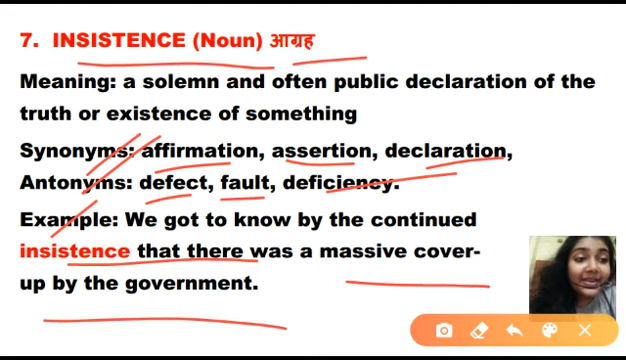 7. INSISTENCE (Noun) आग्रह
Meaning: a solemn and often public declaration of the
truth or existence of something
Synonyms: affirmation, assertion, declaration,
Antonyms: defect, fault, deficiency.
Example: We got to know by the continued
insistence that there was a massive cover-
up by the government.